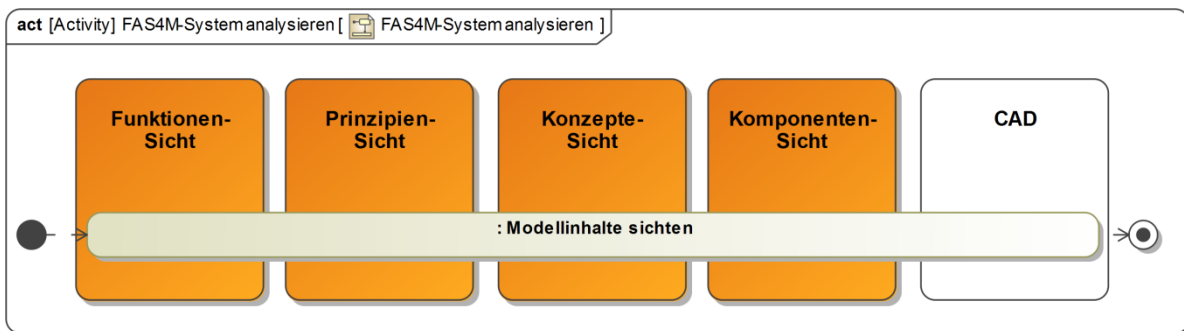 act [Activity] FAS4M-System analysieren [ FAS4M-System analysieren ]
Funktionen-
Sicht
Prinzipien-
Sicht
Konzepte-
Sicht
Komponenten-
Sicht
CAD
: Modellinhalte sichten